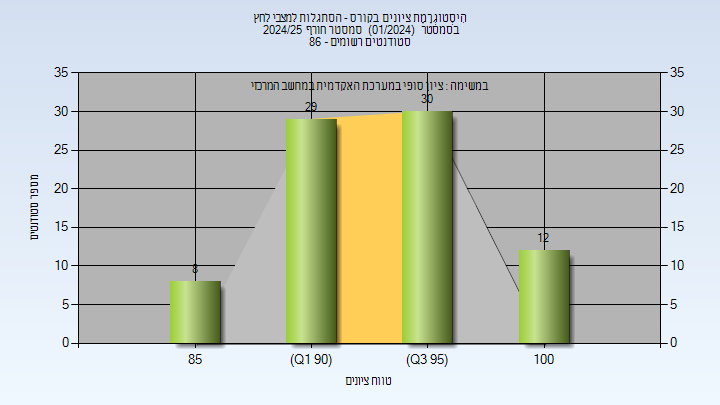 היסטוגרמת ציונים בקורס - הסתגלות למצבי לחץ
בסמסטר (01/2024) סמסטר חורף 2024/25
סטודנטים רשומים - 86
במשימה : ציון סופי במערכת האקדמית במחשב המרכזי
35 35
30 30
25 25
20 20
15 15
10 10
5 5
0 0
8 29 30 12
מספר סטודנטים
85 (Q1 90) (Q3 95) 100
טווח ציונים